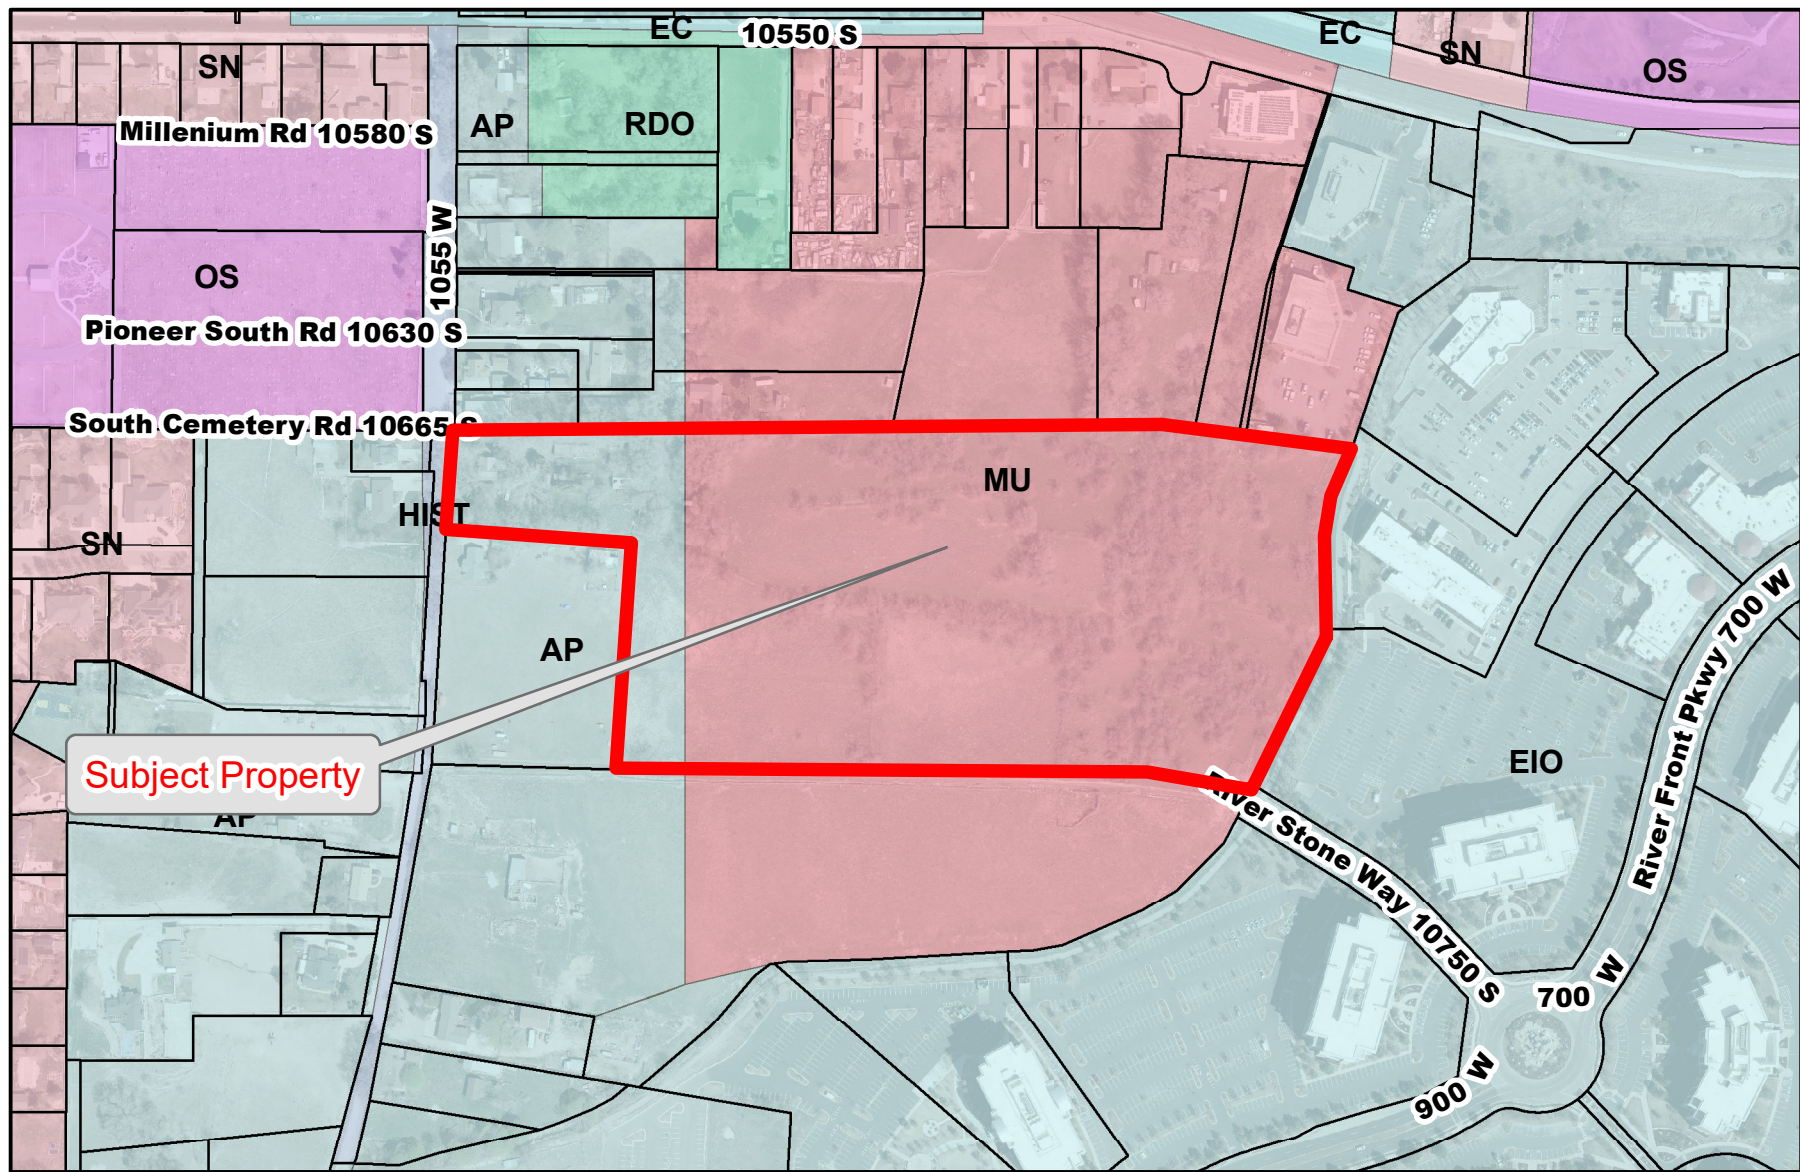 EC
10550 S
EC
SN
OS
SN
Millenium Rd 10580 S
AP
RDO
1055 W
OS
Pioneer South Rd 10630 S
South Cemetery Rd 10665 S
MU
HIST
SN
AP
River Front Pkwy 700 W
EIO
Subject Property
AP
River Stone Way 10750 S
700 W
900 W